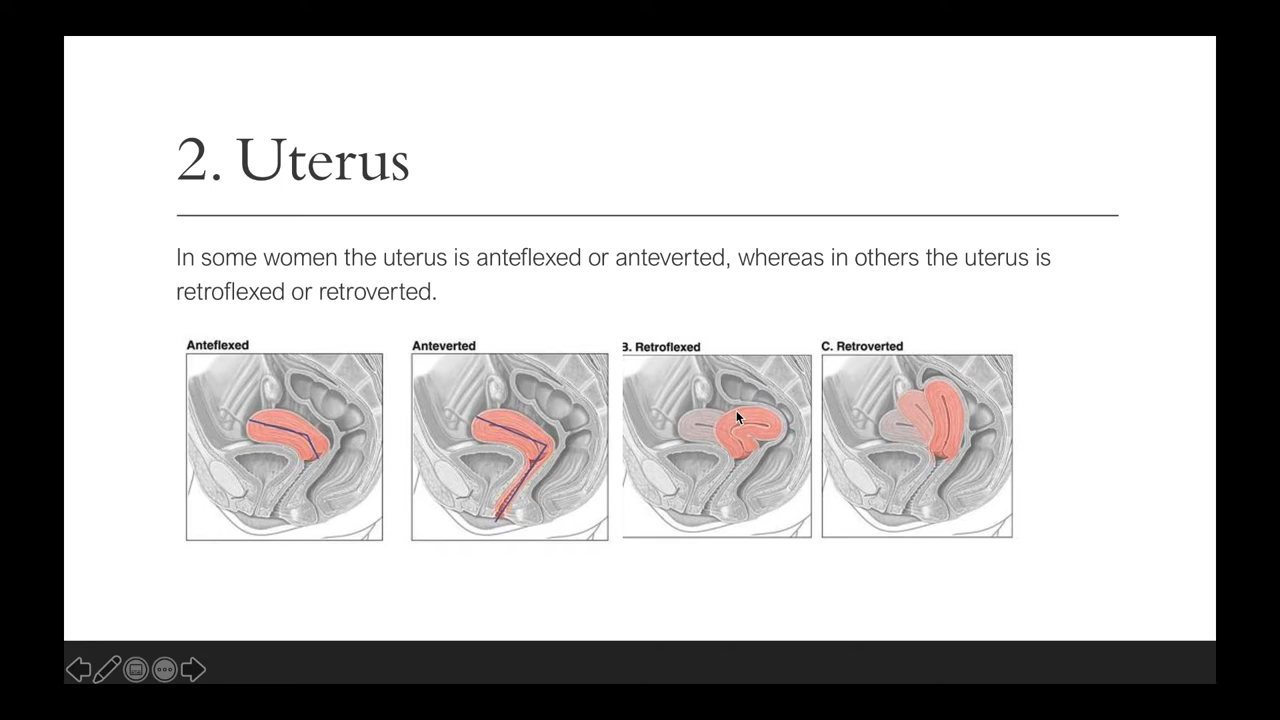 2. Uterus
In some women the uterus is anteflexed or anteverted, whereas in others the uterus is
retroflexed or retroverted.
Anteflexed
Anteverted
B. Retroflexed
C. Retroverted